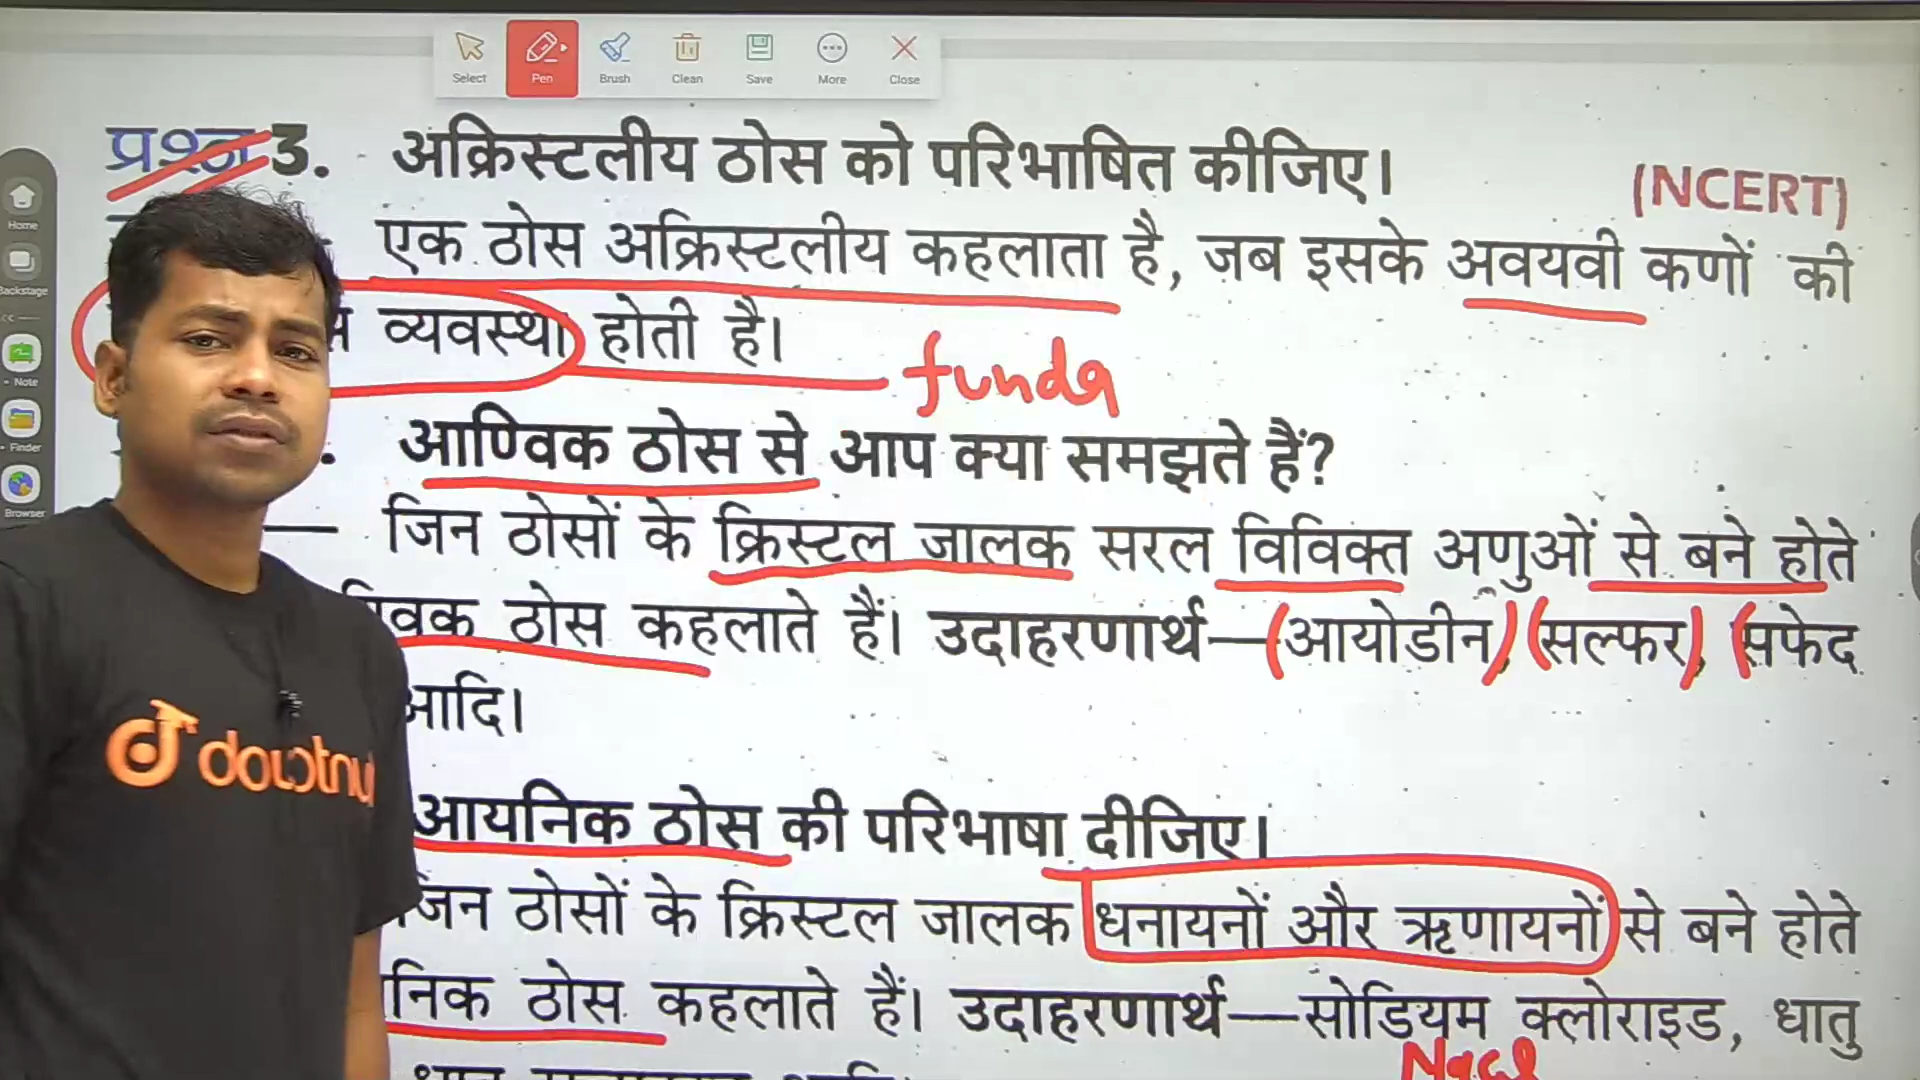 Select Pen Brush Clean Save More Close
प्रश्न 3. अक्रिस्टलीय ठोस को परिभाषित कीजिए।
(NCERT)
एक ठोस अक्रिस्टलीय कहलाता है, जब इसके अवयवी कणों की
व्यवस्था होती है।
funda
आण्विक ठोस से आप क्या समझते हैं?
— जिन ठोसों के क्रिस्टल जालक सरल विविक्त अणुओं से बने होते
ठोस कहलाते हैं। उदाहरणार्थ—(आयोडीन), (सल्फर), (सफेद
आदि।
आयनिक ठोस की परिभाषा दीजिए।
जिन ठोसों के क्रिस्टल जालक धनायनों और ऋणायनों से बने होते
ठोस कहलाते हैं। उदाहरणार्थ—सोडियम क्लोराइड, धातु
NaCl
Home
Backstage
Note
Finder
Browser
doubtnut